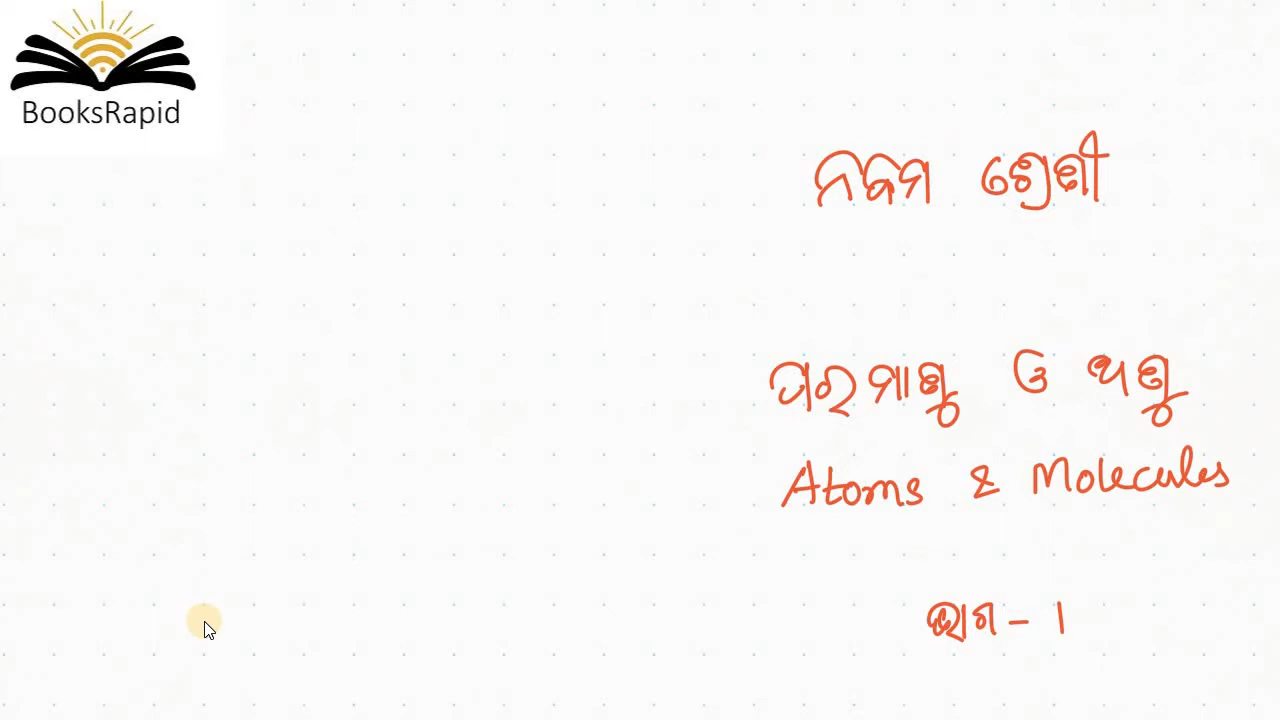 BooksRapid
ନବମ ଶ୍ରେଣୀ
ପରମାଣୁ ଓ ଅଣୁ
Atoms & Molecules
ଭାଗ - 1